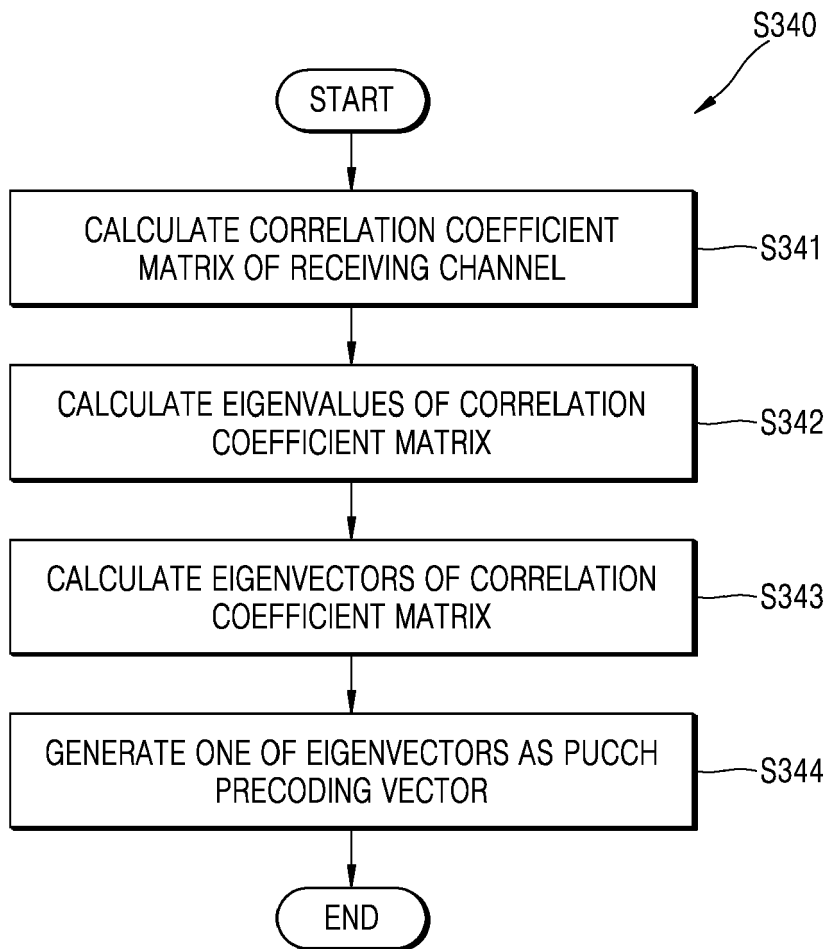 S340
START
CALCULATE CORRELATION COEFFICIENT
MATRIX OF RECEIVING CHANNEL
S341
CALCULATE EIGENVALUES OF CORRELATION
COEFFICIENT MATRIX
S342
CALCULATE EIGENVECTORS OF CORRELATION
COEFFICIENT MATRIX
S343
GENERATE ONE OF EIGENVECTORS AS PUCCH
PRECODING VECTOR
S344
END